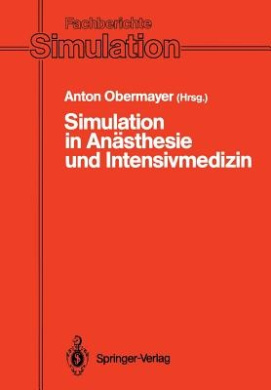 Fachberichte
Simulation
Anton Obermayer (Hrsg.)
Simulation
in Anästhesie
und Intensivmedizin
Springer-Verlag